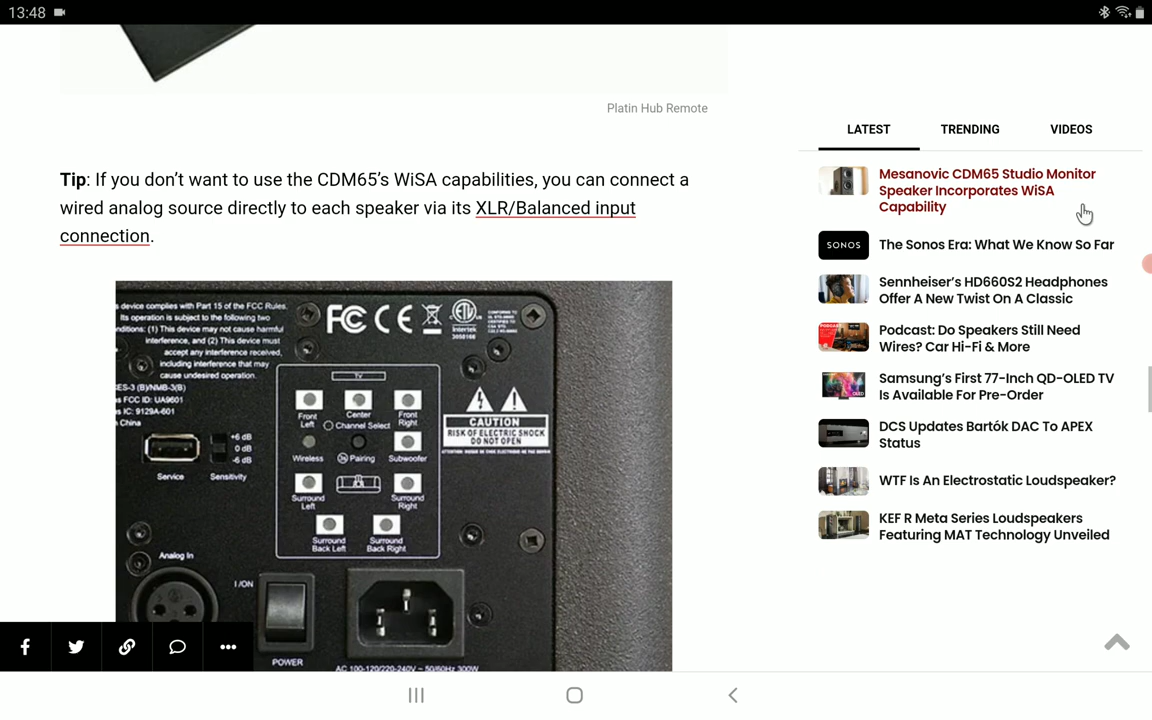 13:48
Platin Hub Remote
Tip: If you don't want to use the CDM65's WiSA capabilities, you can connect a
wired analog source directly to each speaker via its XLR/Balanced input
connection.
LATEST
TRENDING
VIDEOS
Mesanovic CDM65 Studio Monitor
Speaker Incorporates WiSA
Capability
SONOS
The Sonos Era: What We Know So Far
Sennheiser's HD660S2 Headphones
Offer A New Twist On A Classic
PODCAST
Podcast: Do Speakers Still Need
Wires? Car Hi-Fi & More
Samsung's First 77-Inch QD-OLED TV
Is Available For Pre-Order
DCS Updates Bartók DAC To APEX
Status
WTF Is An Electrostatic Loudspeaker?
KEF R Meta Series Loudspeakers
Featuring MAT Technology Unveiled
s device complies with Part 15 of the FCC Rules.
Its operation is subject to the following two
nditions: (1) This device may not cause harmful
interference, and (2) This device must
accept any interference received,
including interference that may
cause undesired operation.
ES-3 (B)/NMB-3(B)
s FCC ID: UA9601
s IC: 9129A-601
China
FC CE
Intertek
3050166
TV
Front Left
Center
Front Right
Channel Select
Wireless
Pairing
Subwoofer
Surround Left
Surround Right
Surround Back Left
Surround Back Right
CAUTION
RISK OF ELECTRIC SHOCK
DO NOT OPEN
+6 dB
0 dB
-6 dB
Service
Sensitivity
Analog In
I/ON
POWER
AC 100-120/220-240V ~ 50/60Hz 300W